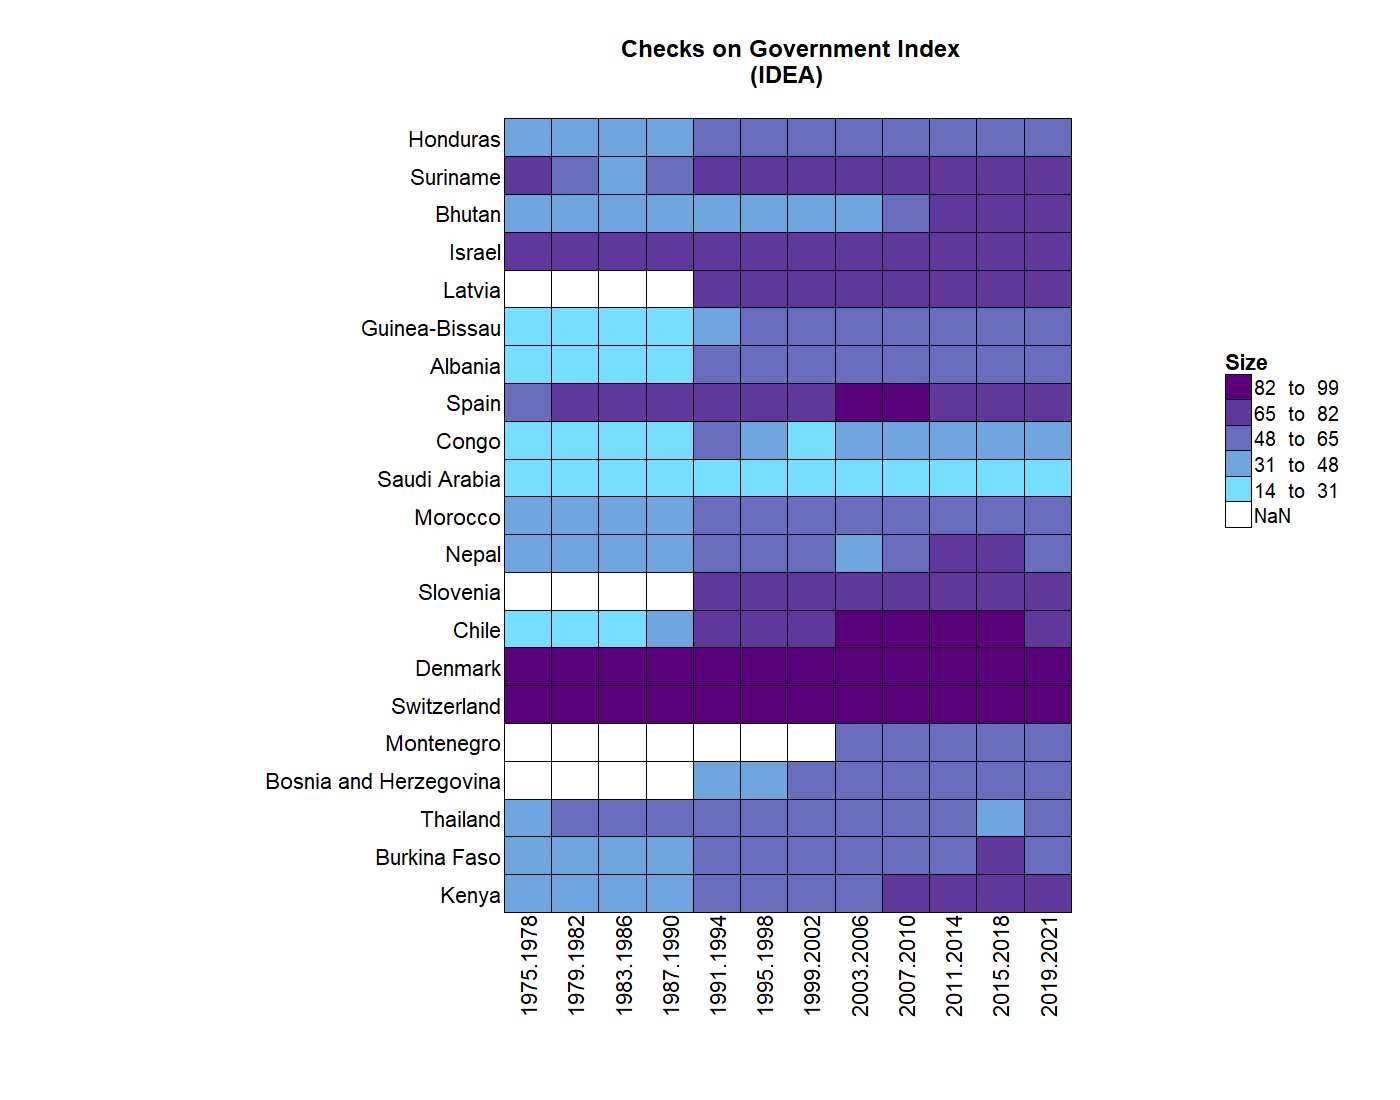 Checks on Government Index
(IDEA)
Honduras
Suriname
Bhutan
Israel
Latvia
Guinea-Bissau
Albania
Spain
Congo
Saudi Arabia
Morocco
Nepal
Slovenia
Chile
Denmark
Switzerland
Montenegro
Bosnia and Herzegovina
Thailand
Burkina Faso
Kenya
1975.1978
1979.1982
1983.1986
1987.1990
1991.1994
1995.1998
1999.2002
2003.2006
2007.2010
2011.2014
2015.2018
2019.2021
Size
82 to 99
65 to 82
48 to 65
31 to 48
14 to 31
NaN